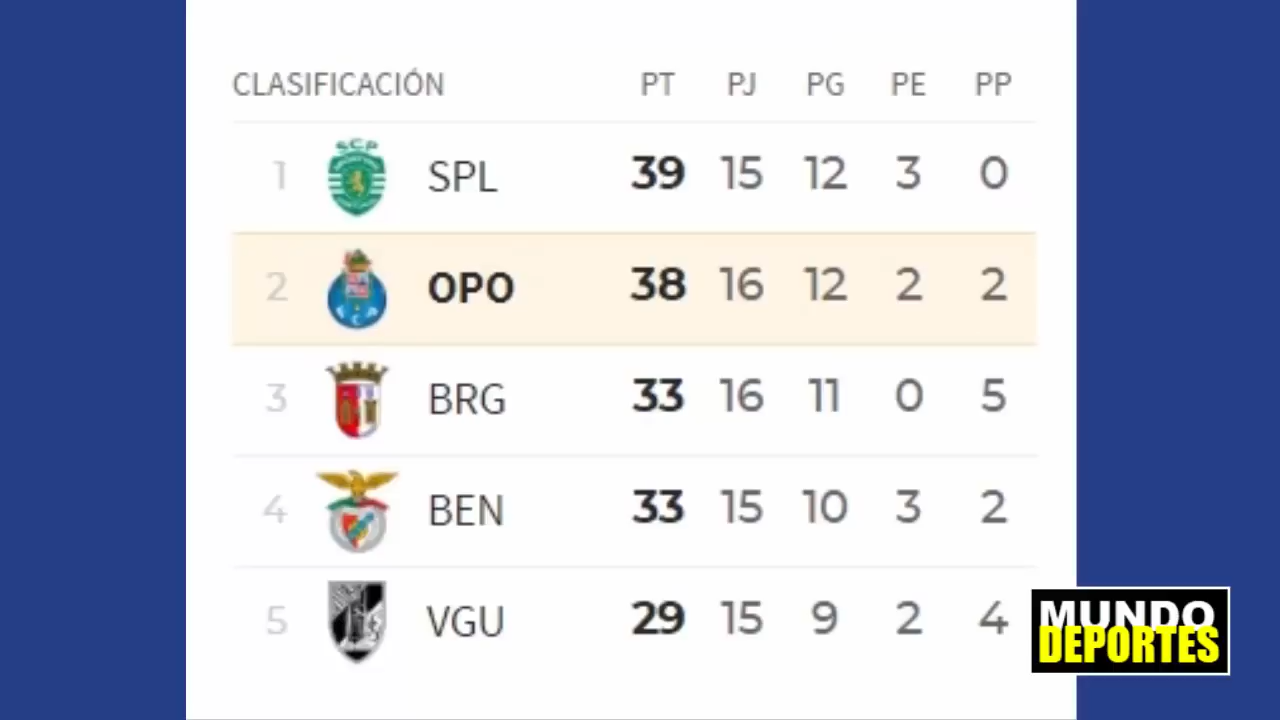 CLASIFICACIÓN PT PJ PG PE PP
1 SCP SPL 39 15 12 3 0
2 OPO 38 16 12 2 2
3 BRG 33 16 11 0 5
4 BEN 33 15 10 3 2
5 VGU 29 15 9 2 4
MUNDO
DEPORTES